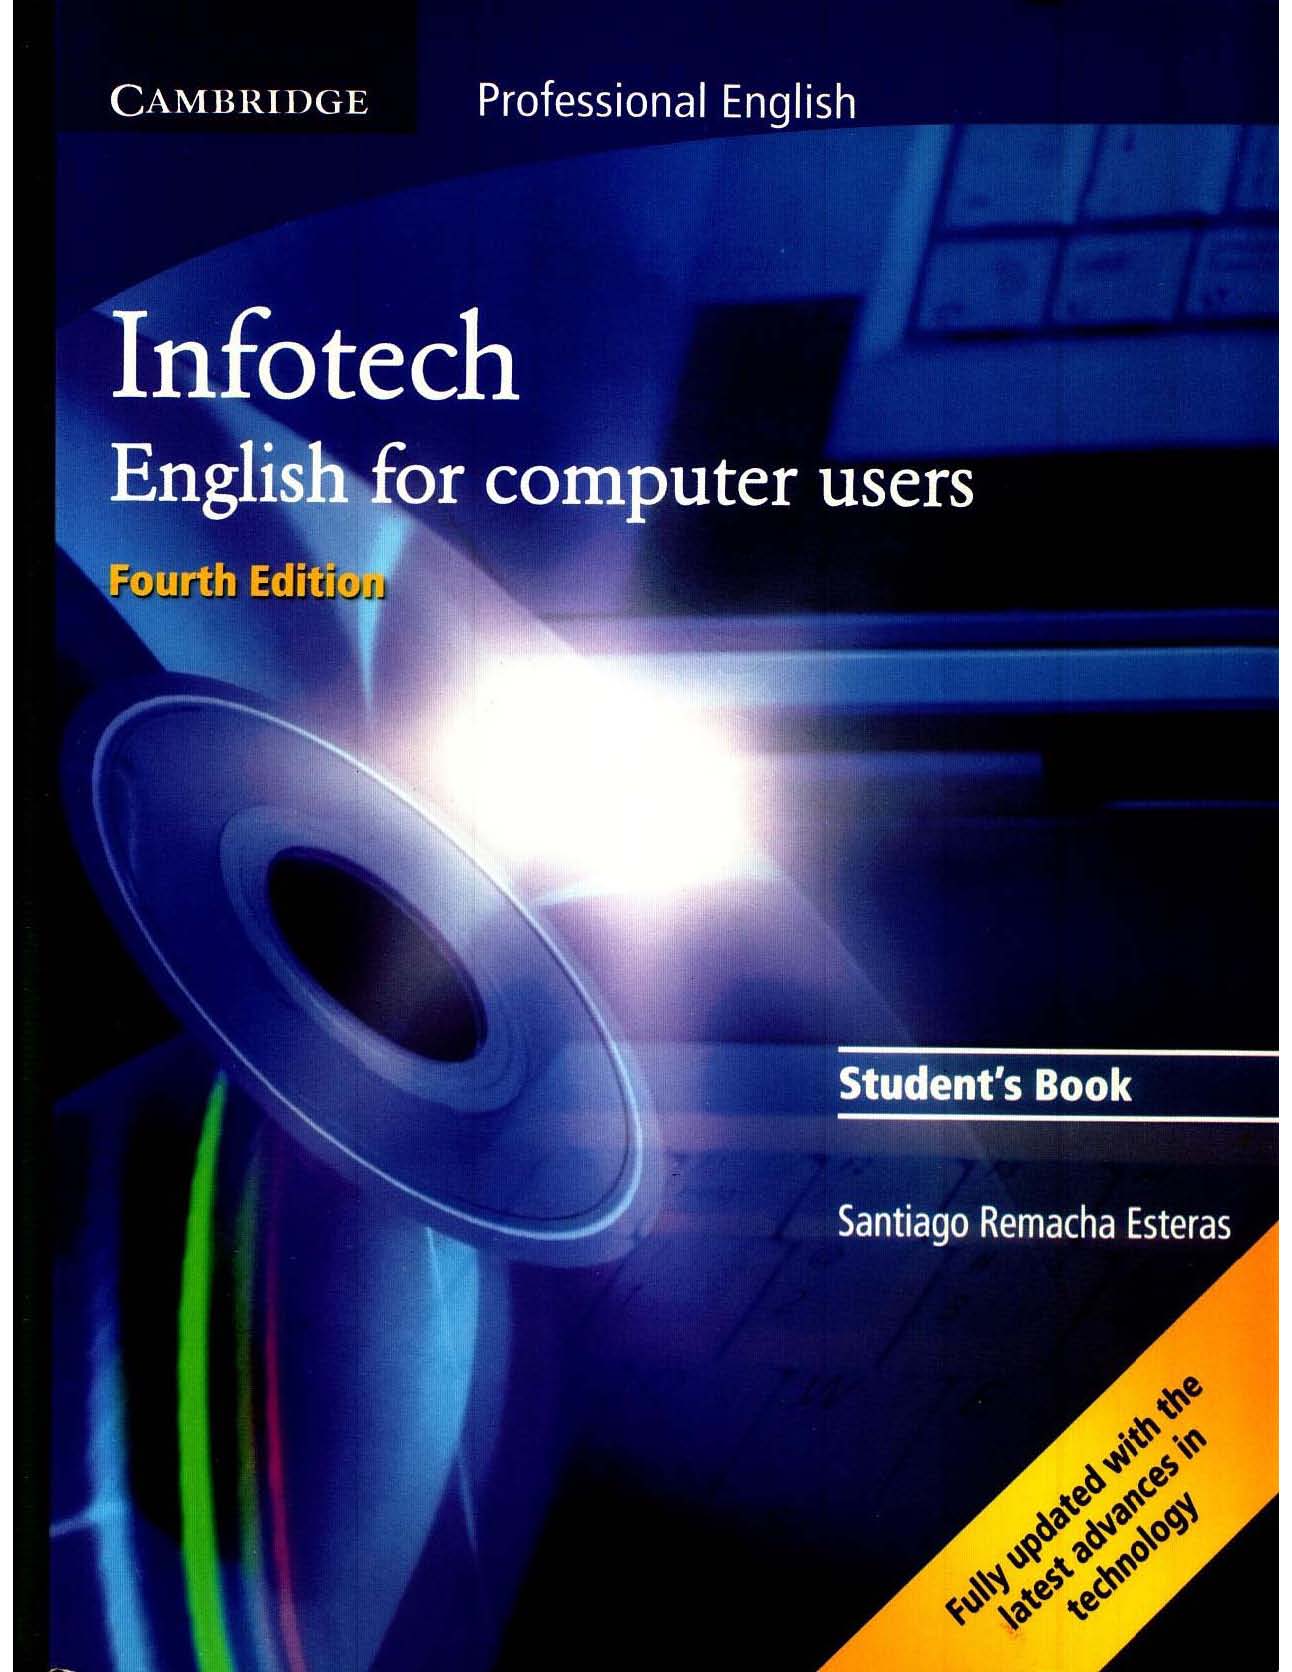 CAMBRIDGE
Professional English
Infotech
English for computer users
Fourth Edition
Student's Book
Santiago Remacha Esteras
Fully updated with the
latest advances in
technology